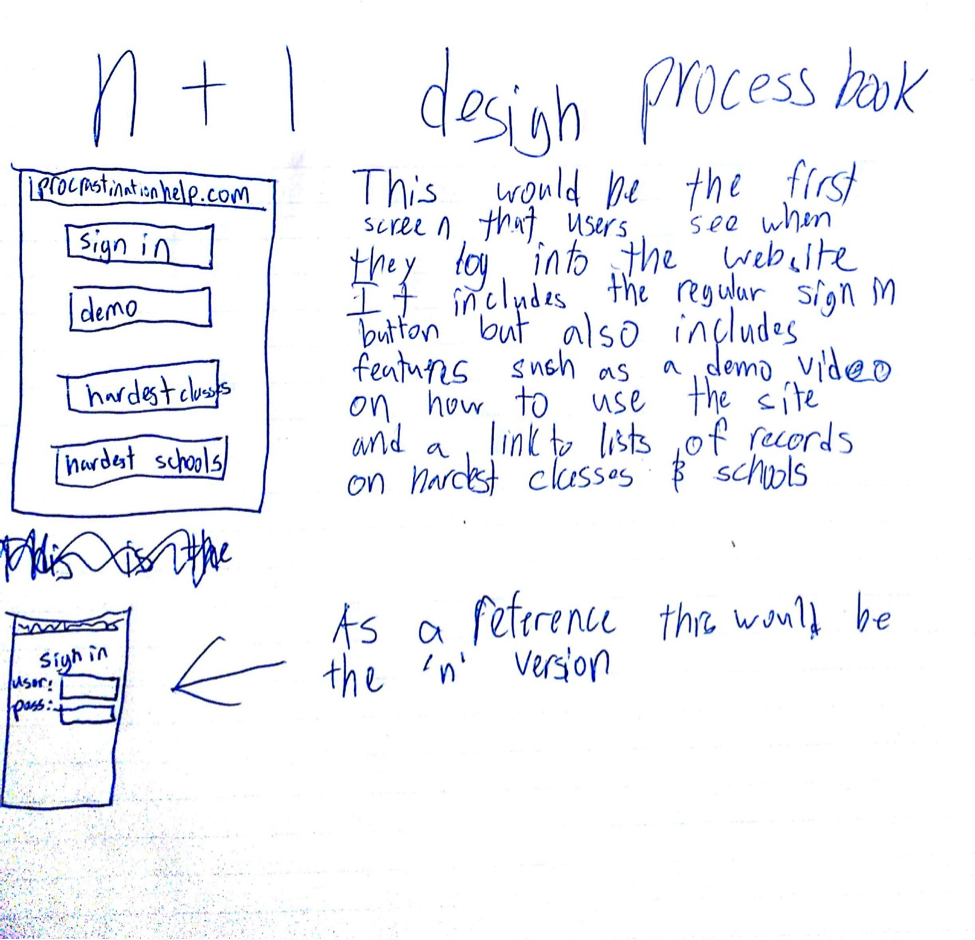 n + 1 design process book
iprocrastinationhelp.com
sign in
demo
hardest classes
hardest schools
This would be the first
screen that users see when
they log into the website
It includes the regular sign in
button but also includes
features such as a demo video
on how to use the site
and a link to lists of records
on hardest classes & schools
this is the
sign in
user:
pass:
As a reference this would be
the 'n' version